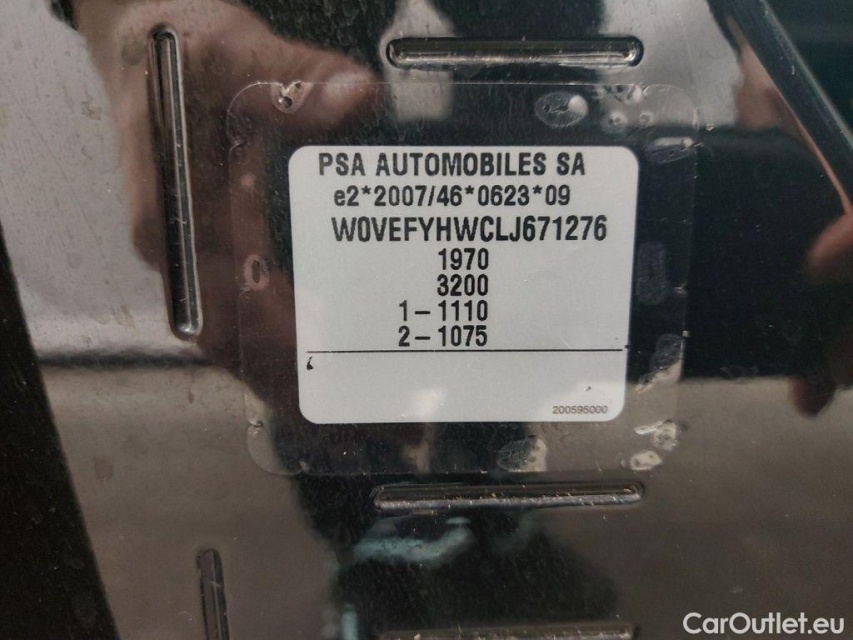 PSA AUTOMOBILES SA
e2*2007/46*0623*09
W0VEFYHWCLJ671276
1970
3200
1-1110
2-1075
200595000
CarOutlet.eu